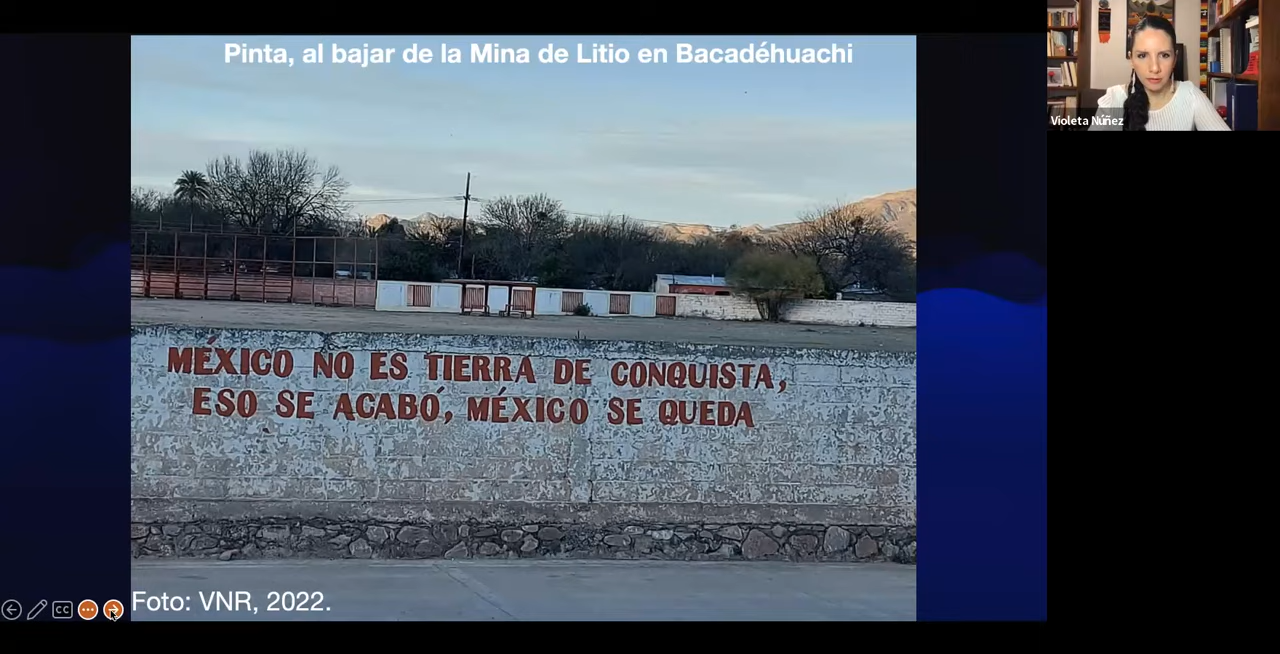 Pinta, al bajar de la Mina de Litio en Bacadéhuachi
Violeta Núñez
MÉXICO NO ES TIERRA DE CONQUISTA,
ESO SE ACABÓ, MÉXICO SE QUEDA
CC
Foto: VNR, 2022.